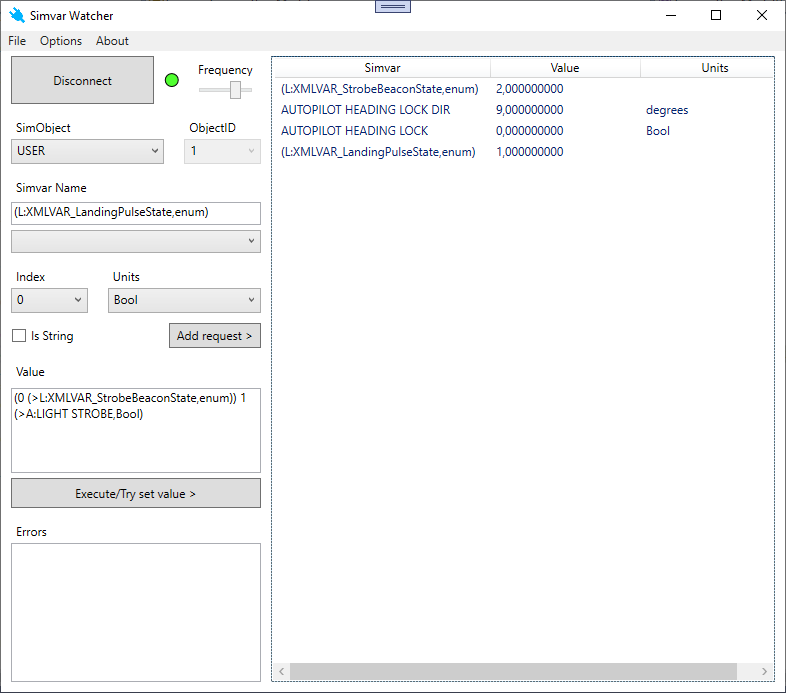 Simvar Watcher
File Options About
Disconnect
Frequency
SimObject
ObjectID
USER
1
Simvar Name
(L:XMLVAR_LandingPulseState,enum)
Index
Units
0
Bool
Is String
Add request >
Value
(0 (>L:XMLVAR_StrobeBeaconState,enum)) 1
(>A:LIGHT STROBE,Bool)
Execute/Try set value >
Errors
Simvar Value Units
(L:XMLVAR_StrobeBeaconState,enum) 2,000000000
AUTOPILOT HEADING LOCK DIR 9,000000000 degrees
AUTOPILOT HEADING LOCK 0,000000000 Bool
(L:XMLVAR_LandingPulseState,enum) 1,000000000